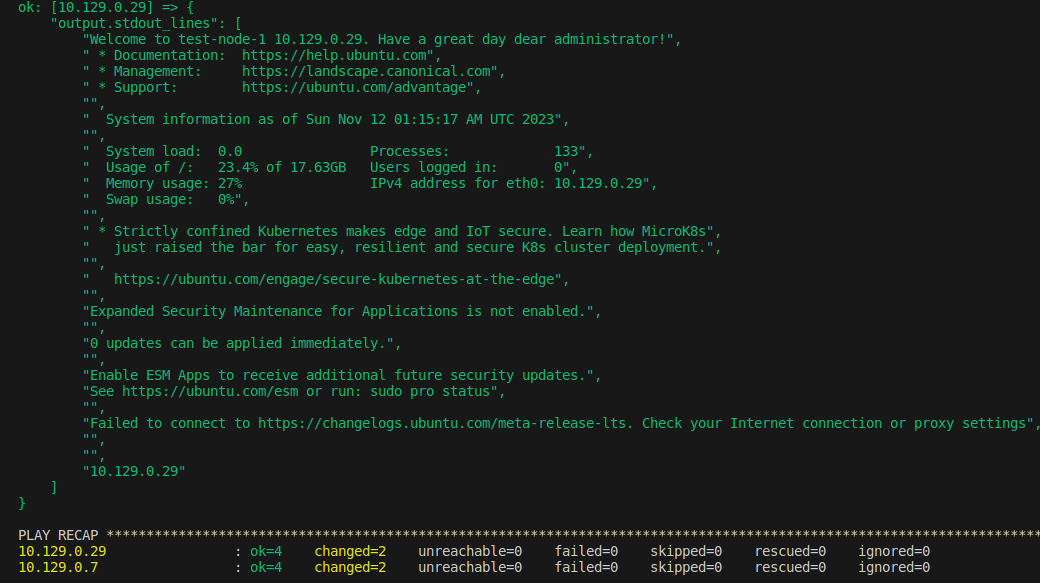 ok: [10.129.0.29] => {
    "output.stdout_lines": [
        "Welcome to test-node-1 10.129.0.29. Have a great day dear administrator!",
        " * Documentation:  https://help.ubuntu.com",
        " * Management:     https://landscape.canonical.com",
        " * Support:        https://ubuntu.com/advantage",
        "",
        "  System information as of Sun Nov 12 01:15:17 AM UTC 2023",
        "",
        "  System load:  0.0                Processes:             133",
        "  Usage of /:   23.4% of 17.63GB   Users logged in:       0",
        "  Memory usage: 27%                IPv4 address for eth0: 10.129.0.29",
        "  Swap usage:   0%",
        "",
        " * Strictly confined Kubernetes makes edge and IoT secure. Learn how MicroK8s",
        "   just raised the bar for easy, resilient and secure K8s cluster deployment.",
        "",
        "   https://ubuntu.com/engage/secure-kubernetes-at-the-edge",
        "",
        "Expanded Security Maintenance for Applications is not enabled.",
        "",
        "0 updates can be applied immediately.",
        "",
        "Enable ESM Apps to receive additional future security updates.",
        "See https://ubuntu.com/esm or run: sudo pro status",
        "",
        "Failed to connect to https://changelogs.ubuntu.com/meta-release-lts. Check your Internet connection or proxy settings",
        "",
        "",
        "10.129.0.29"
    ]
}
PLAY RECAP *********************************************************************************************************************
10.129.0.29                : ok=4    changed=2    unreachable=0    failed=0    skipped=0    rescued=0    ignored=0
10.129.0.7                 : ok=4    changed=2    unreachable=0    failed=0    skipped=0    rescued=0    ignored=0